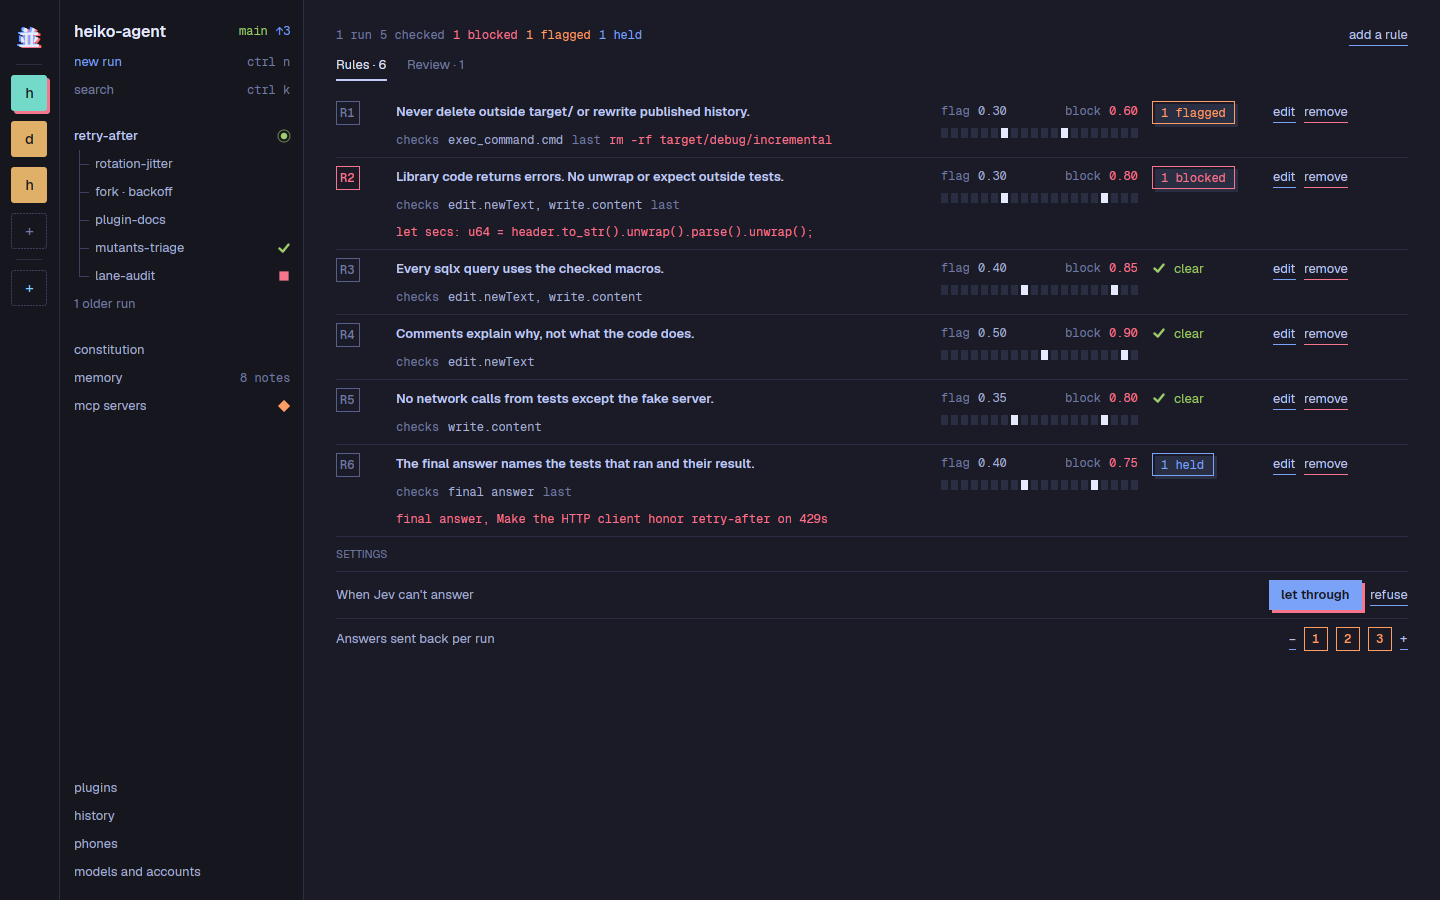 heiko-agent main ↑3
new run ctrl n
search ctrl k
h
d
h
+
+
retry-after
rotation-jitter
fork · backoff
plugin-docs
mutants-triage
lane-audit
1 older run
constitution
memory 8 notes
mcp servers
plugins
history
phones
models and accounts
1 run 5 checked 1 blocked 1 flagged 1 held add a rule
Rules · 6 Review · 1
R1 Never delete outside target/ or rewrite published history. flag 0.30 block 0.60 1 flagged edit remove
checks exec_command.cmd last rm -rf target/debug/incremental
R2 Library code returns errors. No unwrap or expect outside tests. flag 0.30 block 0.80 1 blocked edit remove
checks edit.newText, write.content last
let secs: u64 = header.to_str().unwrap().parse().unwrap();
R3 Every sqlx query uses the checked macros. flag 0.40 block 0.85 clear edit remove
checks edit.newText, write.content
R4 Comments explain why, not what the code does. flag 0.50 block 0.90 clear edit remove
checks edit.newText
R5 No network calls from tests except the fake server. flag 0.35 block 0.80 clear edit remove
checks write.content
R6 The final answer names the tests that ran and their result. flag 0.40 block 0.75 1 held edit remove
checks final answer last
final answer, Make the HTTP client honor retry-after on 429s
SETTINGS
When Jev can't answer let through refuse
Answers sent back per run − 1 2 3 +